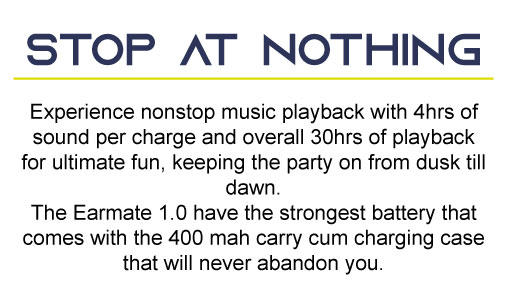 STOP AT NOTHING
Experience nonstop music playback with 4hrs of
sound per charge and overall 30hrs of playback
for ultimate fun, keeping the party on from dusk till
dawn.
The Earmate 1.0 have the strongest battery that
comes with the 400 mah carry cum charging case
that will never abandon you.